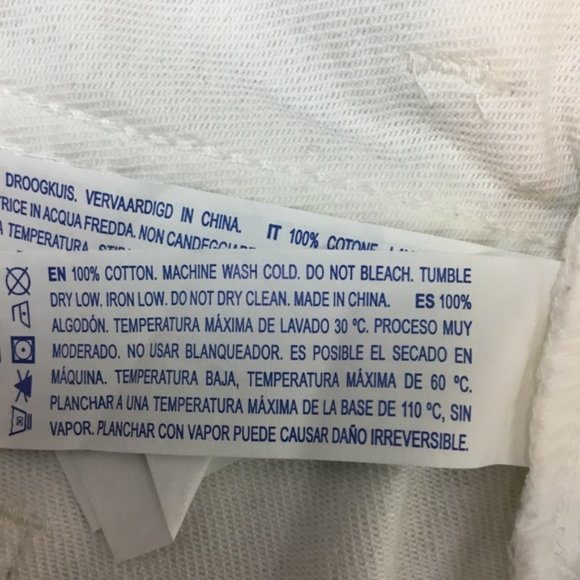 DROOGKUIS. VERVAARDIGD IN CHINA. IT 100% COTONE.
IN ACQUA FREDDA. NON CANDEGGIARE
TEMPERATURA.
EN 100% COTTON. MACHINE WASH COLD. DO NOT BLEACH. TUMBLE
DRY LOW. IRON LOW. DO NOT DRY CLEAN. MADE IN CHINA. ES 100%
ALGODÓN. TEMPERATURA MÁXIMA DE LAVADO 30 ºC. PROCESO MUY
MODERADO. NO USAR BLANQUEADOR. ES POSIBLE EL SECADO EN
MÁQUINA. TEMPERATURA BAJA, TEMPERATURA MÁXIMA DE 60 ºC.
PLANCHAR A UNA TEMPERATURA MÁXIMA DE LA BASE DE 110 ºC, SIN
VAPOR. PLANCHAR CON VAPOR PUEDE CAUSAR DAÑO IRREVERSIBLE.